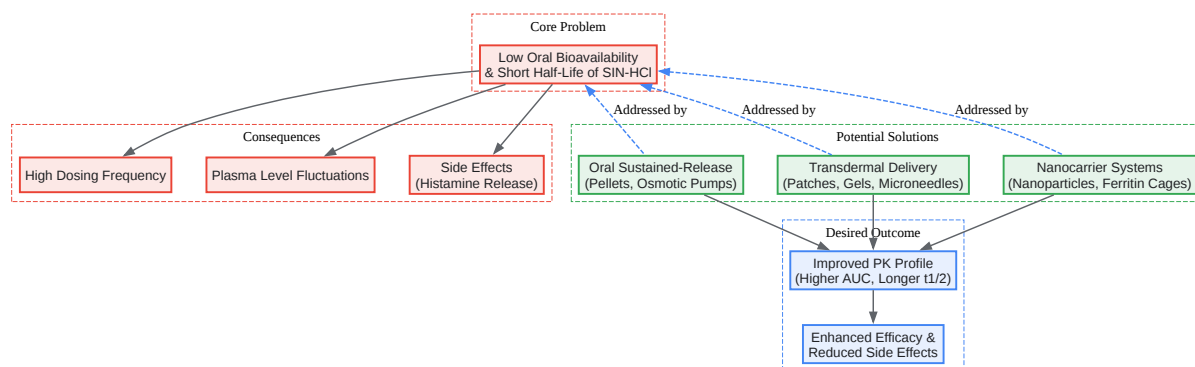 Core Problem
Low Oral Bioavailability
& Short Half-Life of SIN-HCl
Addressed by
Addressed by
Addressed by
Consequences
High Dosing Frequency
Plasma Level Fluctuations
Side Effects
(Histamine Release)
Potential Solutions
Oral Sustained-Release
(Pellets, Osmotic Pumps)
Transdermal Delivery
(Patches, Gels, Microneedles)
Nanocarrier Systems
(Nanoparticles, Ferritin Cages)
Desired Outcome
Improved PK Profile
(Higher AUC, Longer t1/2)
Enhanced Efficacy &
Reduced Side Effects